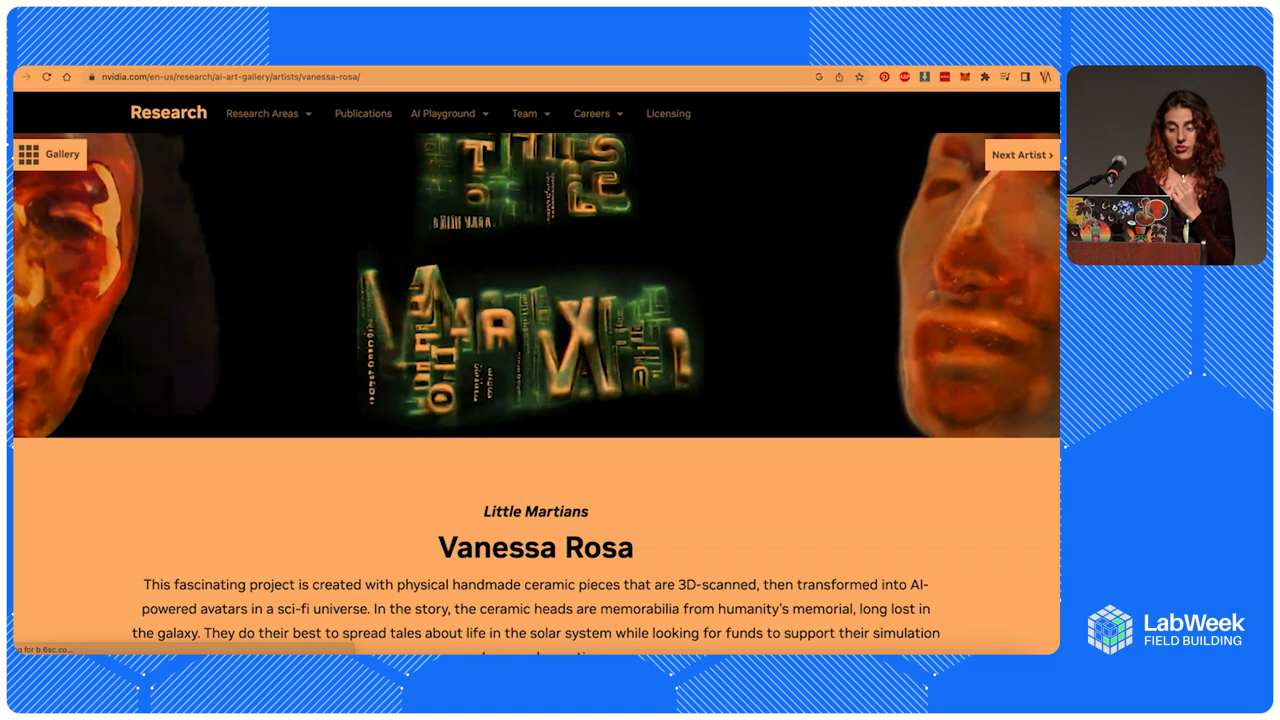 nvidia.com/en-us/research/ai-art-gallery/artists/vanessa-rosa/
Research
Research Areas
Publications
AI Playground
Team
Careers
Licensing
Gallery
Next Artist ›
Little Martians
Vanessa Rosa
This fascinating project is created with physical handmade ceramic pieces that are 3D-scanned, then transformed into AI-
powered avatars in a sci-fi universe. In the story, the ceramic heads are memorabilia from humanity's memorial, long lost in
the galaxy. They do their best to spread tales about life in the solar system while looking for funds to support their simulation
g for b.6sc.co...
LabWeek
FIELD BUILDING